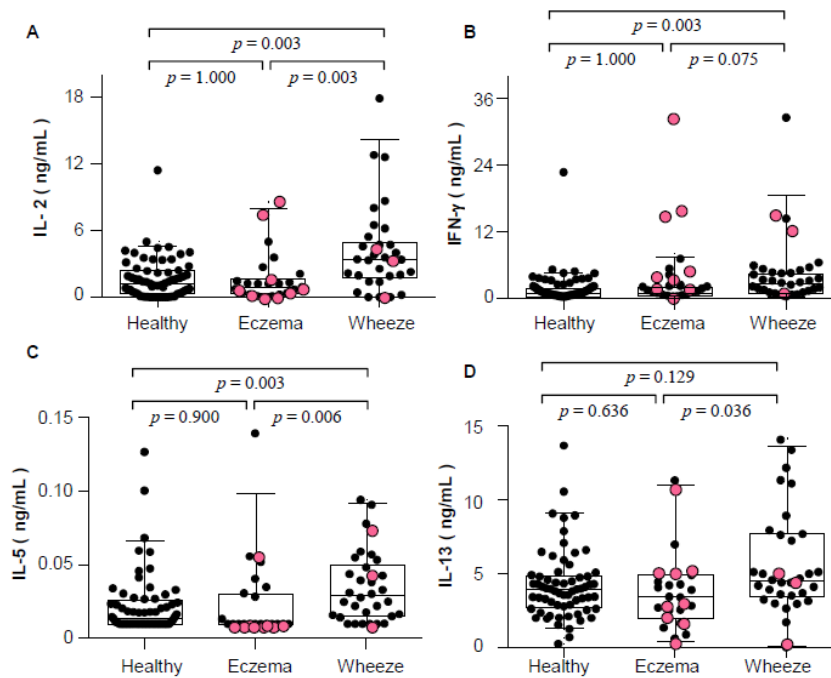 A
p = 0.003
p = 1.000
p = 0.003
18
12
6
0
IL- 2 ( ng/mL )
Healthy
Eczema
Wheeze
B
p = 0.003
p = 1.000
p = 0.075
36
24
12
0
IFN-γ ( ng/mL )
Healthy
Eczema
Wheeze
C
p = 0.003
p = 0.900
p = 0.006
0.15
0.10
0.05
0
IL-5 ( ng/mL )
Healthy
Eczema
Wheeze
D
p = 0.129
p = 0.636
p = 0.036
15
10
5
0
IL-13 ( ng/mL )
Healthy
Eczema
Wheeze